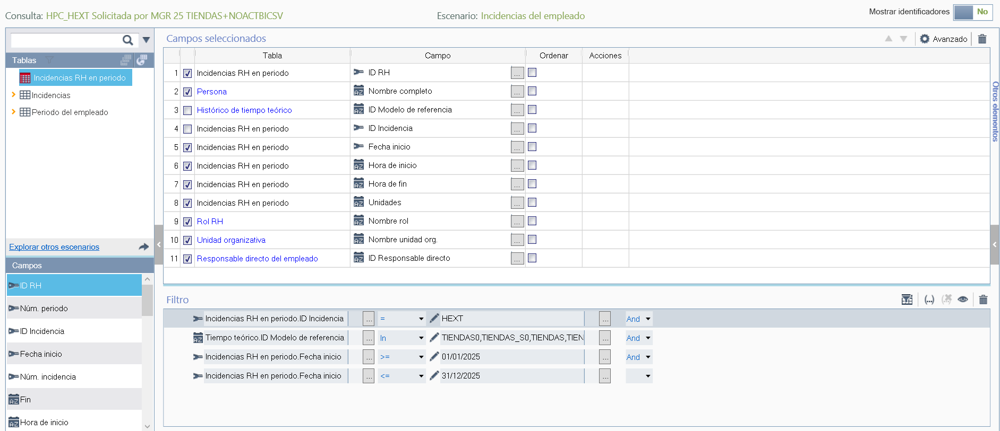 Consulta: HPC_HEXT Solicitada por MGR 25 TIENDAS+NOACTBICSV
Escenario: Incidencias del empleado
Mostrar identificadores No
Tablas
Incidencias RH en periodo
Incidencias
Periodo del empleado
Explorar otros escenarios
Campos
ID RH
Núm. periodo
ID Incidencia
Fecha inicio
Núm. incidencia
A-Z Fin
A-Z Hora de inicio
Campos seleccionados
Avanzado
Tabla Campo Ordenar Acciones
1 Incidencias RH en periodo ID RH ...
2 Persona A-Z Nombre completo ...
3 Histórico de tiempo teórico A-Z ID Modelo de referencia ...
4 Incidencias RH en periodo ID Incidencia ...
5 Incidencias RH en periodo Fecha inicio ...
6 Incidencias RH en periodo A-Z Hora de inicio ...
7 Incidencias RH en periodo A-Z Hora de fin ...
8 Incidencias RH en periodo A-Z Unidades ...
9 Rol RH A-Z Nombre rol ...
10 Unidad organizativa A-Z Nombre unidad org. ...
11 Responsable directo del empleado A-Z ID Responsable directo ...
Filtro
(...)
Incidencias RH en periodo.ID Incidencia ... = HEXT ... And
A-Z Tiempo teórico.ID Modelo de referencia ... In TIENDAS0,TIENDAS_S0,TIENDAS,TIEN ... And
Incidencias RH en periodo.Fecha inicio ... >= 01/01/2025 ... And
Incidencias RH en periodo.Fecha inicio ... <= 31/12/2025 ...
Otros elementos